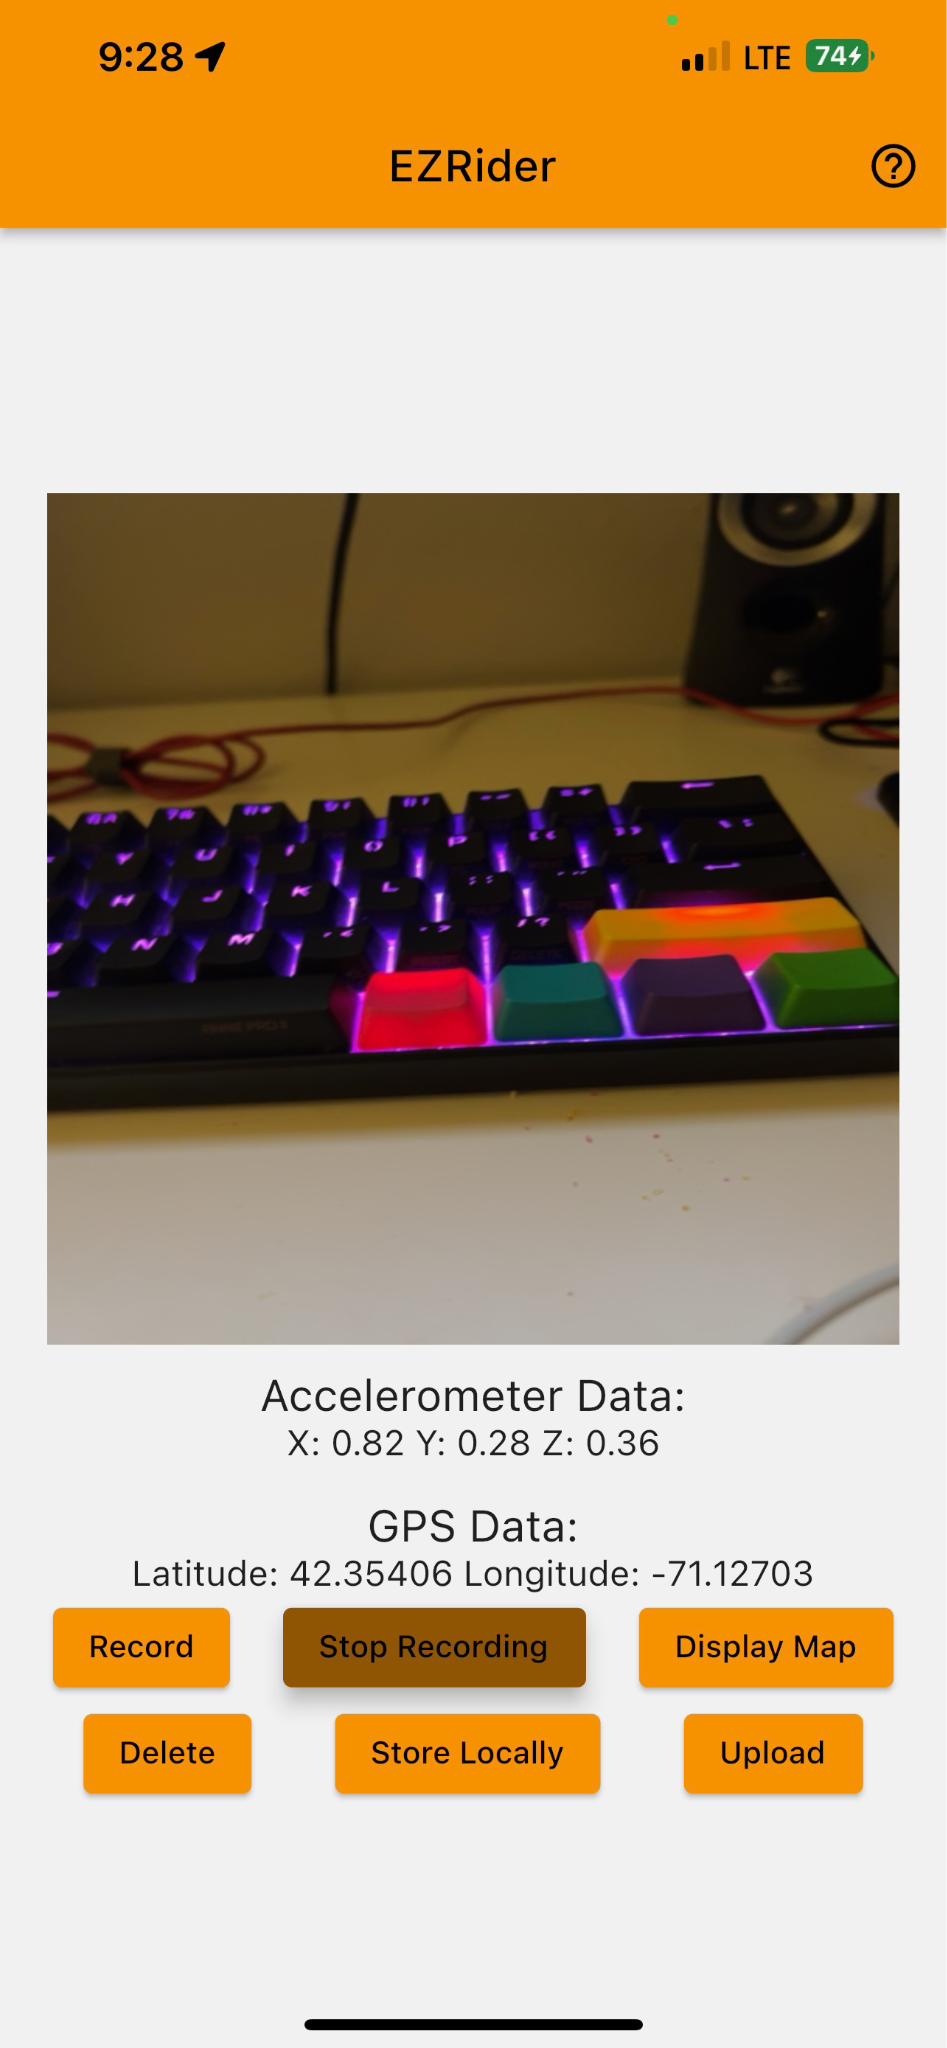 9:28 LTE 74
EZRider
?
Y U I O P
H J K L
N M
Accelerometer Data:
X: 0.82 Y: 0.28 Z: 0.36
GPS Data:
Latitude: 42.35406 Longitude: -71.12703
Record Stop Recording Display Map
Delete Store Locally Upload